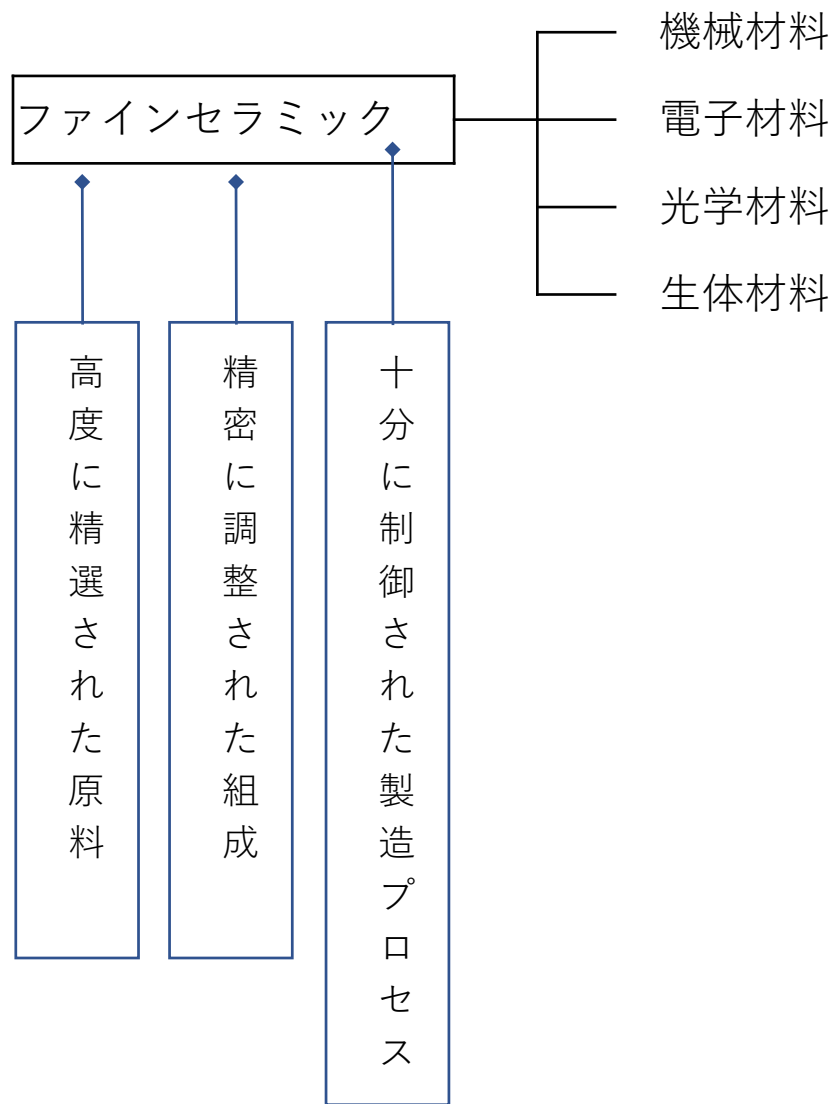 ファインセラミック
機械材料
電子材料
光学材料
生体材料
高度に精選された原料
精密に調整された組成
十分に制御された製造プロセス